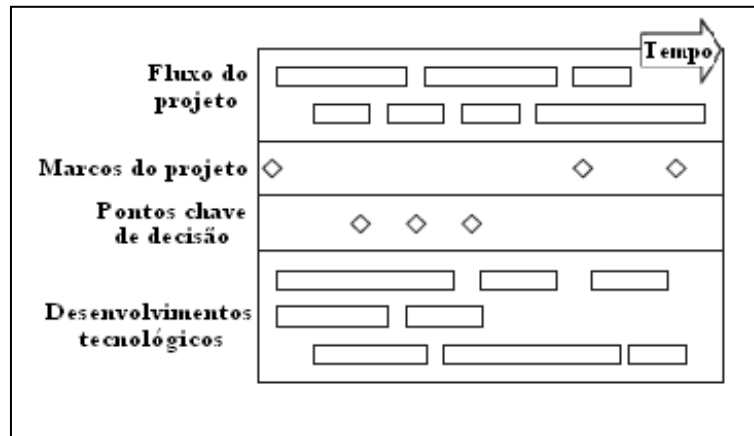 Tempo
Fluxo do
projeto
Marcos do projeto
Pontos chave
de decisão
Desenvolvimentos
tecnológicos